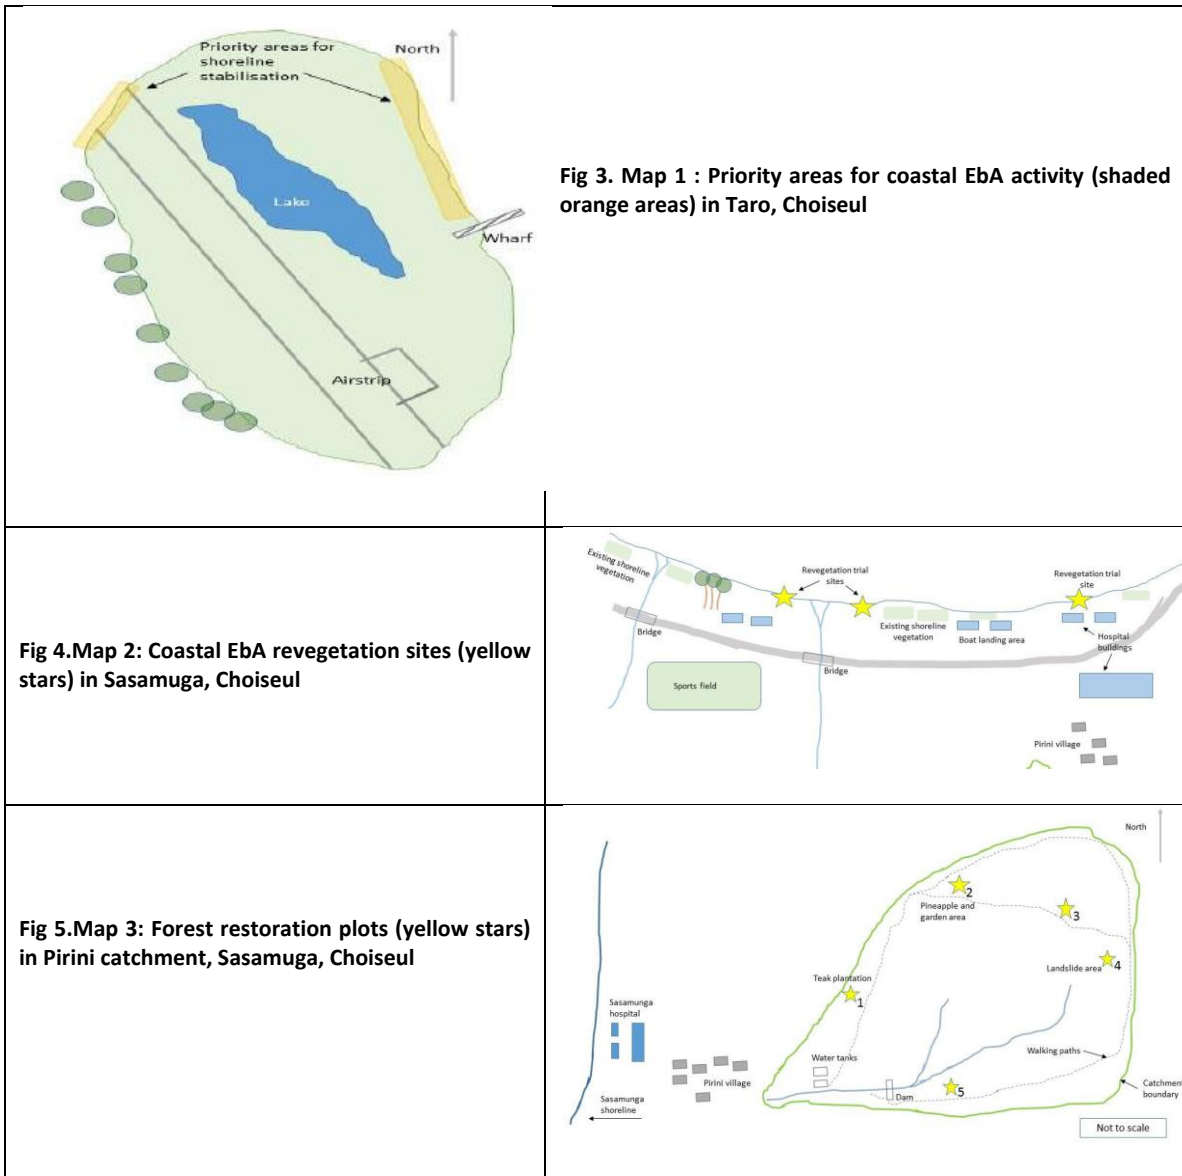 Priority areas for
shoreline
stabilisation
North
Lake
Wharf
Airstrip
Fig 3. Map 1 : Priority areas for coastal EbA activity (shaded
orange areas) in Taro, Choiseul
Fig 4.Map 2: Coastal EbA revegetation sites (yellow
stars) in Sasamuga, Choiseul
Existing shoreline
vegetation
Revegetation trial
sites
Revegetation trial
site
Bridge
Existing shoreline
vegetation
Boat landing area
Hospital
buildings
Bridge
Sports field
Pirini village
Fig 5.Map 3: Forest restoration plots (yellow stars)
in Pirini catchment, Sasamuga, Choiseul
North
2
Pineapple and
garden area
3
Landslide area
4
Teak plantation
1
Sasamunga
hospital
Water tanks
Walking paths
Pirini village
5
Dam
Catchment
boundary
Sasamunga
shoreline
Not to scale